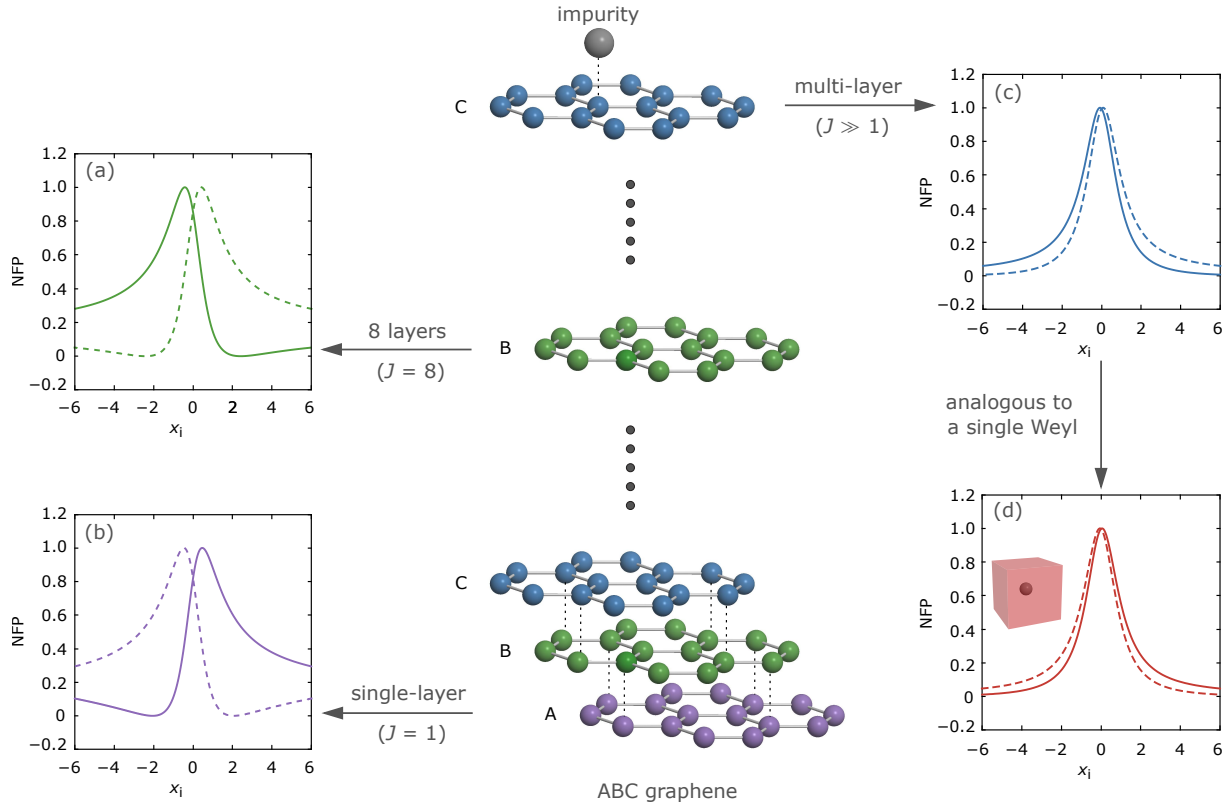 impurity
C
multi-layer
(J ≫ 1)
(a)
1.2
1.0
0.8
0.6
0.4
0.2
0
−0.2
NFP
−6 −4 −2 0 2 4 6
x_i
(c)
1.2
1.0
0.8
0.6
0.4
0.2
0
−0.2
NFP
−6 −4 −2 0 2 4 6
x_i
8 layers
(J = 8)
B
analogous to
a single Weyl
(b)
1.2
1.0
0.8
0.6
0.4
0.2
0
−0.2
NFP
−6 −4 −2 0 2 4 6
x_i
C
B
A
single-layer
(J = 1)
ABC graphene
(d)
1.2
1.0
0.8
0.6
0.4
0.2
0
−0.2
NFP
−6 −4 −2 0 2 4 6
x_i